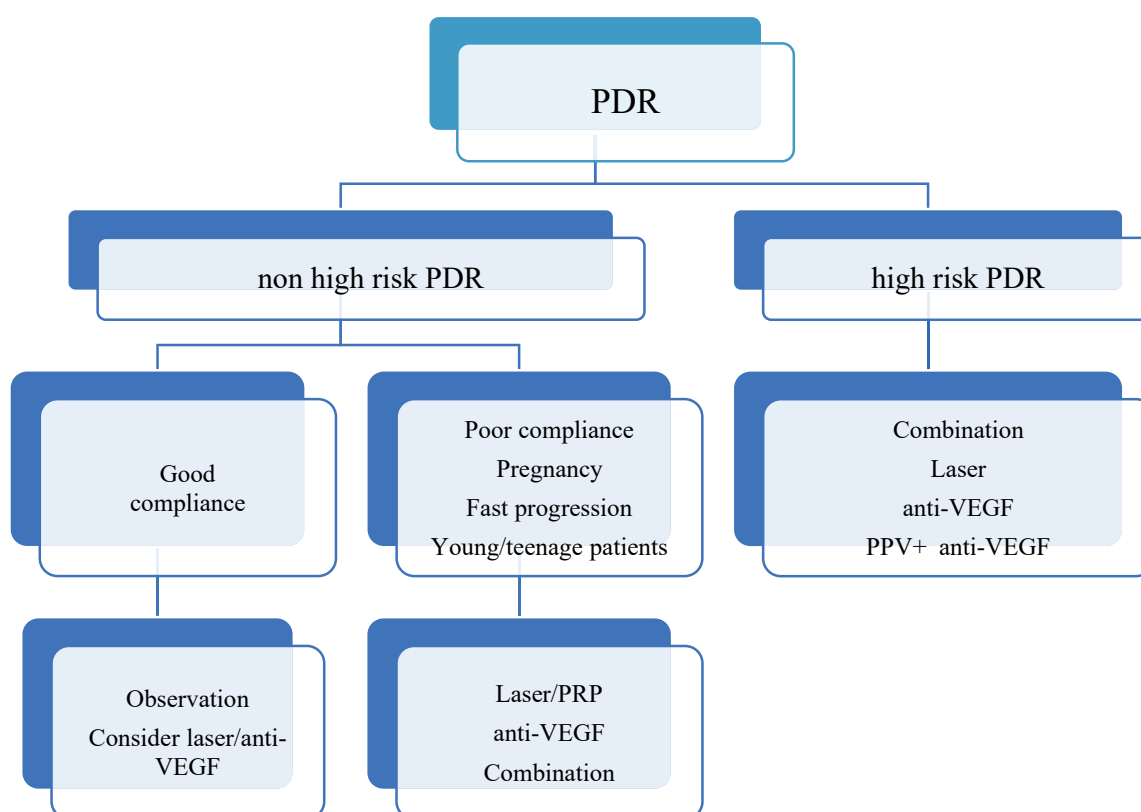 PDR
non high risk PDR
high risk PDR
Good
compliance
Poor compliance
Pregnancy
Fast progression
Young/teenage patients
Combination
Laser
anti-VEGF
PPV+ anti-VEGF
Observation
Consider laser/anti-
VEGF
Laser/PRP
anti-VEGF
Combination